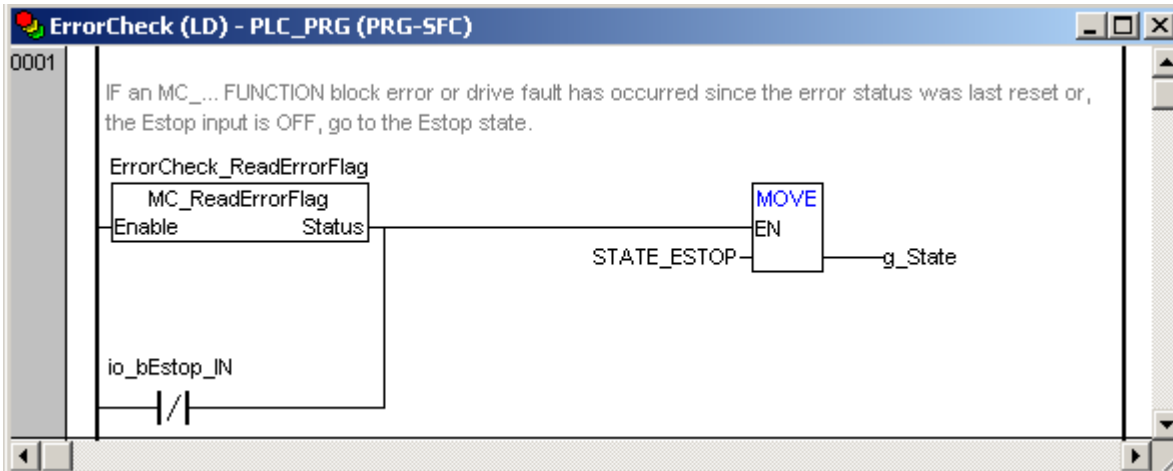 ErrorCheck (LD) - PLC_PRG (PRG-SFC)
0001
IF an MC_... FUNCTION block error or drive fault has occurred since the error status was last reset or,
the Estop input is OFF, go to the Estop state.
ErrorCheck_ReadErrorFlag
MC_ReadErrorFlag
MOVE
Enable Status
EN
STATE_ESTOP
g_State
io_bEstop_IN